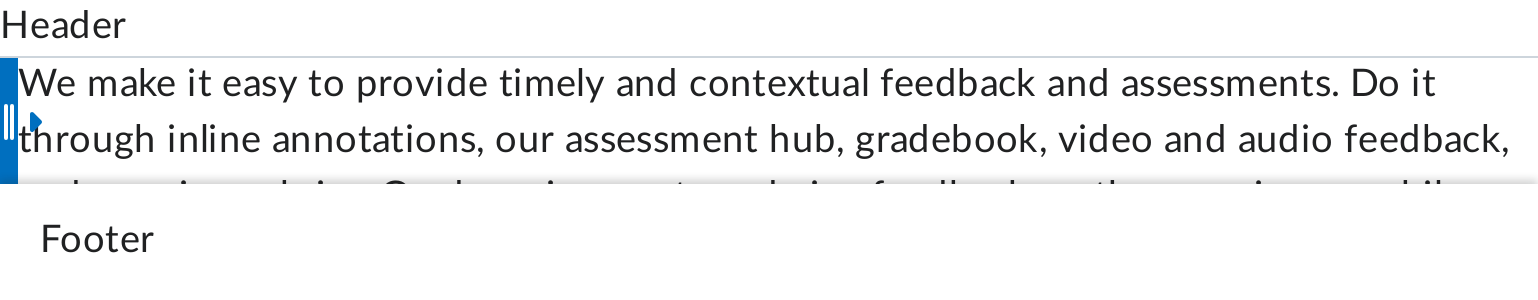 Header
We make it easy to provide timely and contextual feedback and assessments. Do it
through inline annotations, our assessment hub, gradebook, video and audio feedback,
Footer